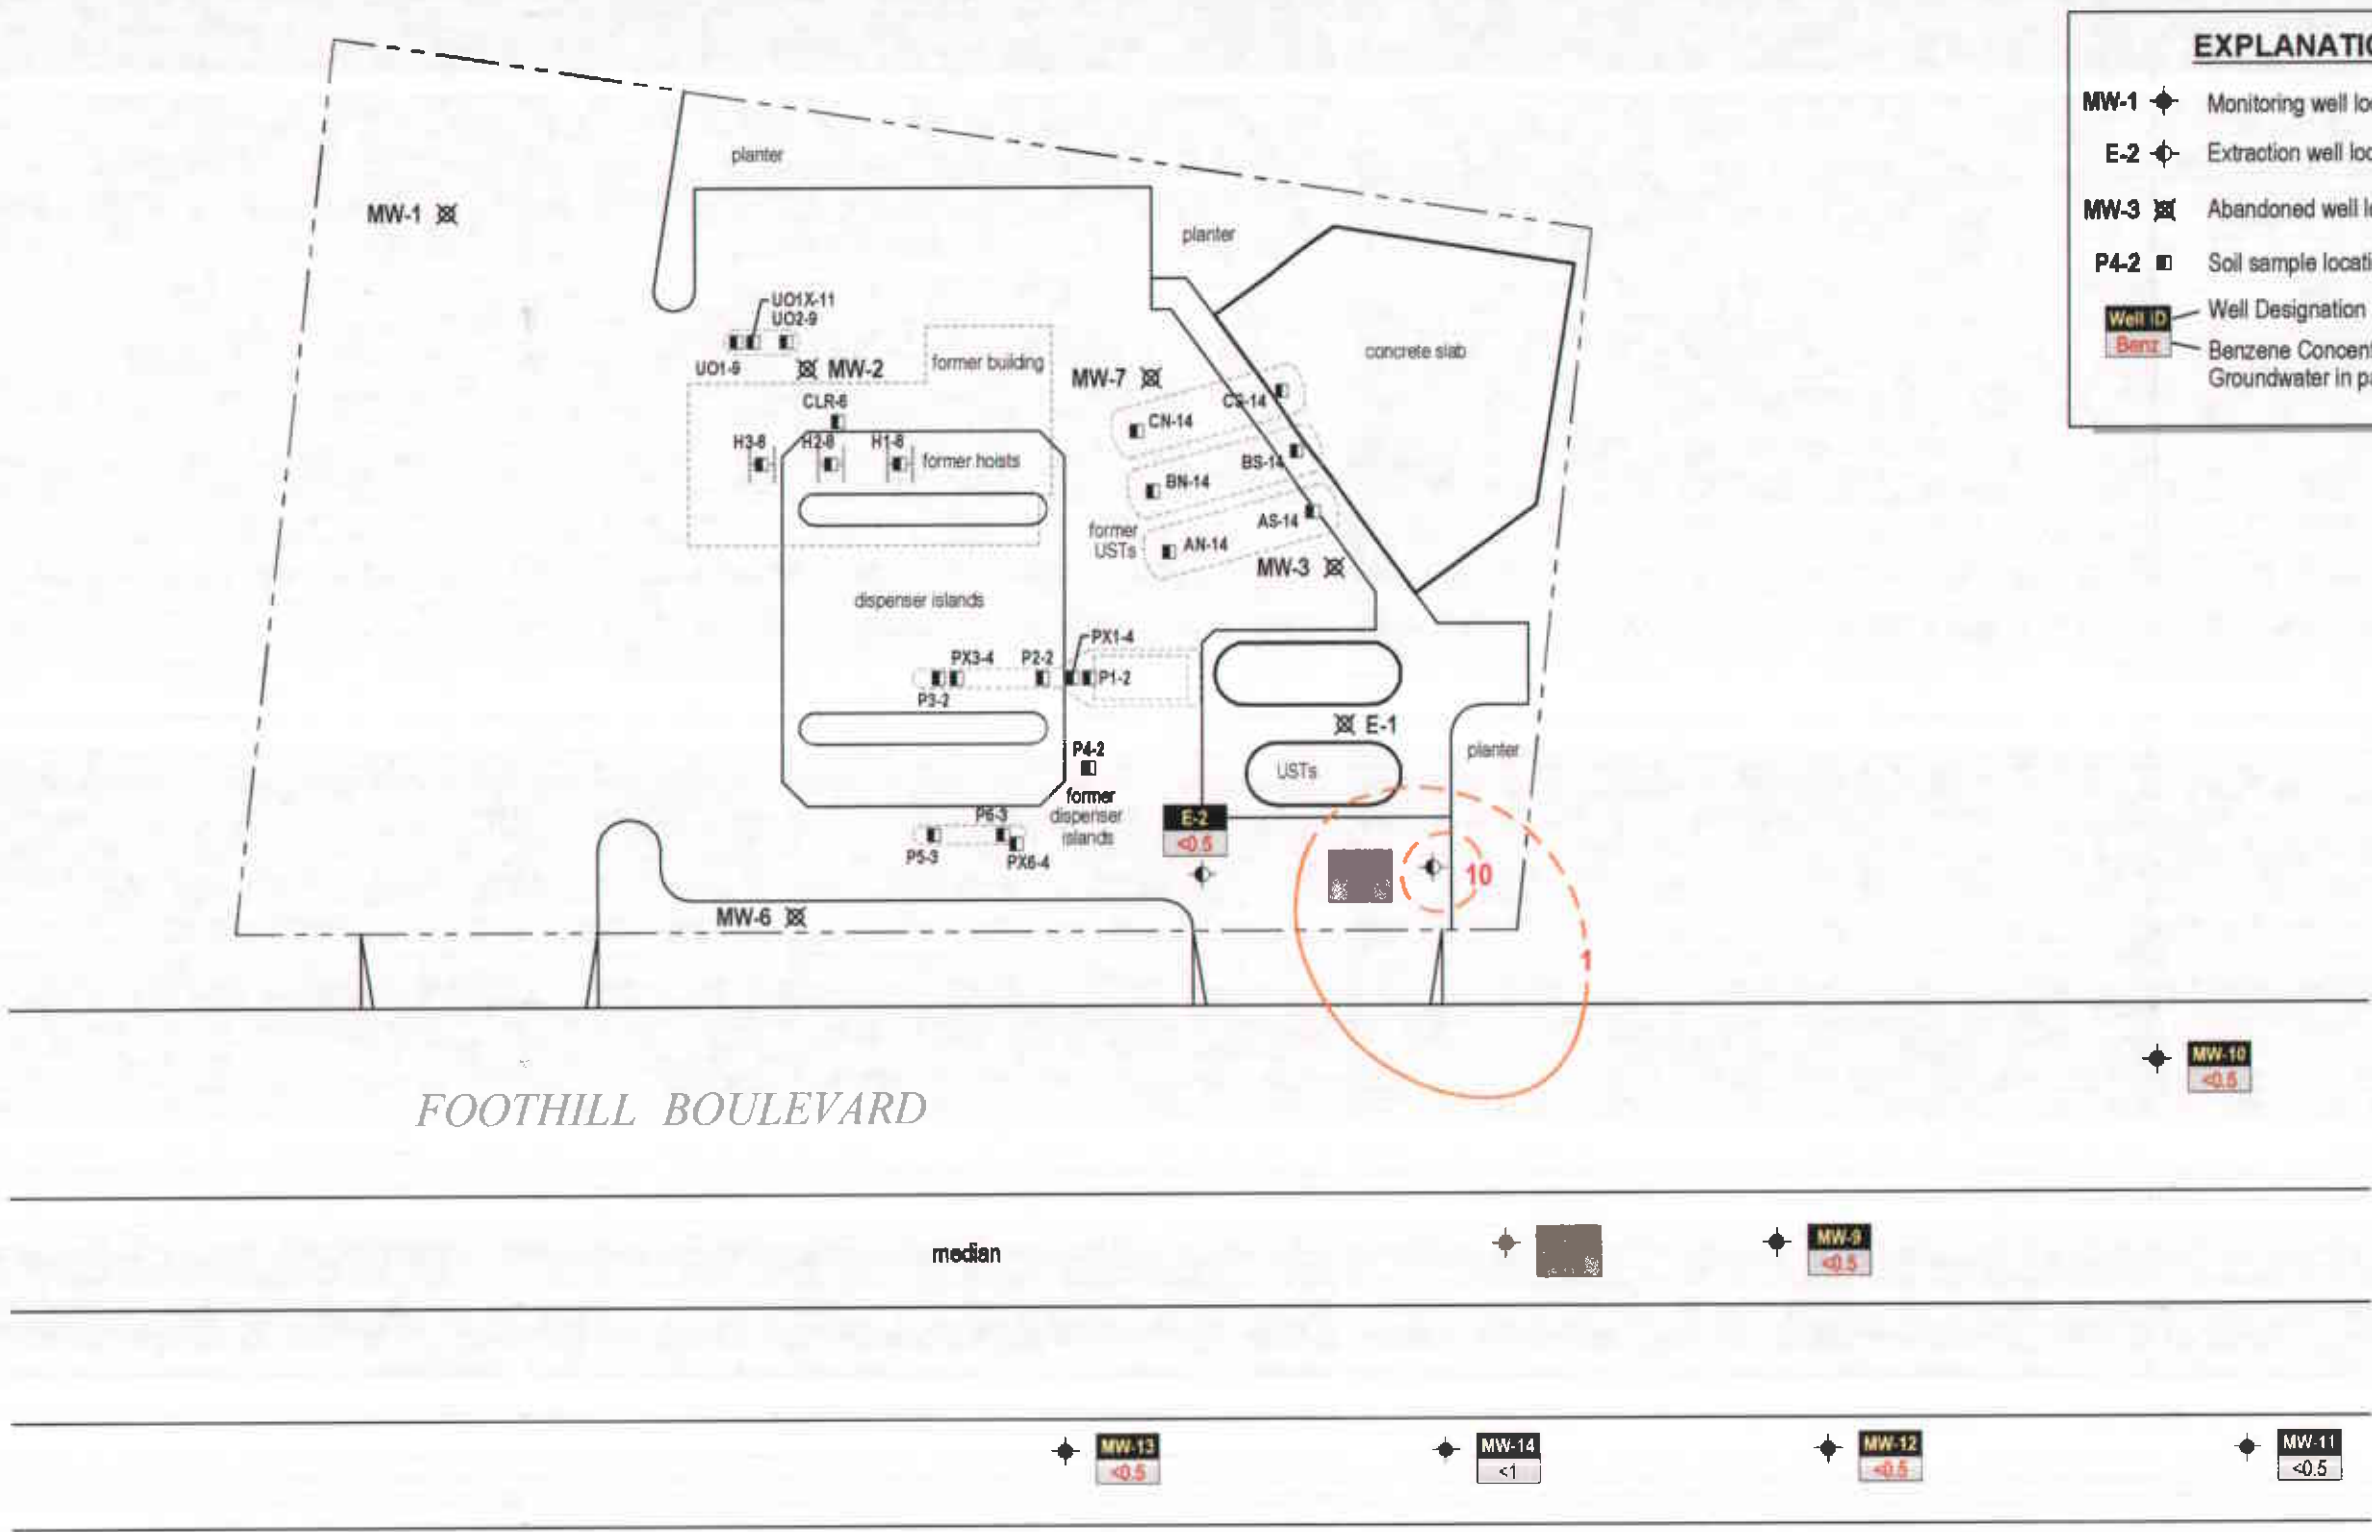 EXPLANATIO
MW-1 Monitoring well loc
E-2 Extraction well loc
MW-3 Abandoned well lo
P4-2 Soil sample locati
Well ID Well Designation
Benz Benzene Concent
Groundwater in pa
planter
MW-1
planter
UO1X-11
UO2-9
UO1-9
MW-2
former building
MW-7
concrete slab
CLR-6
CS-14
CN-14
H3-8
H2-8
H1-8
former hoists
BS-14
BN-14
AS-14
former
USTs
AN-14
MW-3
dispenser islands
PX1-4
PX3-4
P2-2
P1-2
P3-2
E-1
P4-2
planter
USTs
former
dispenser
islands
P6-3
P5-3
PX6-4
E-2
<0.5
10
MW-6
1
MW-10
<0.5
FOOTHILL BOULEVARD
median
MW-9
<0.5
MW-13
<0.5
MW-14
<1
MW-12
<0.5
MW-11
<0.5